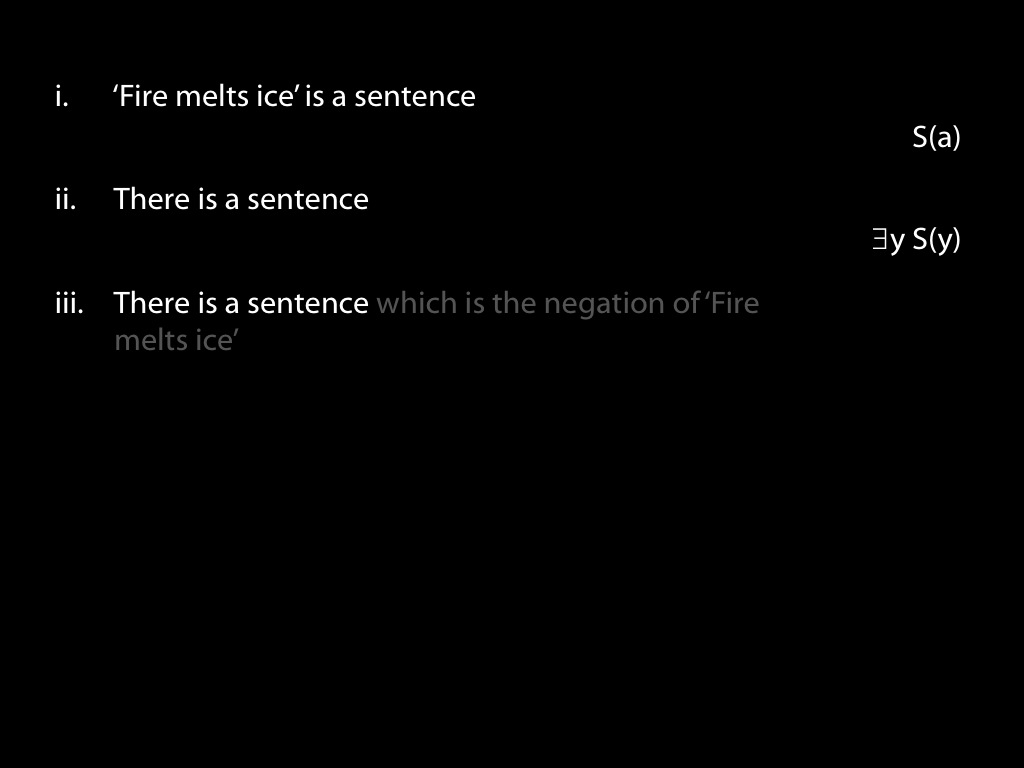 i. ‘Fire melts ice’ is a sentence
S(a)
ii. There is a sentence
∃y S(y)
iii. There is a sentence which is the negation of ‘Fire
melts ice’